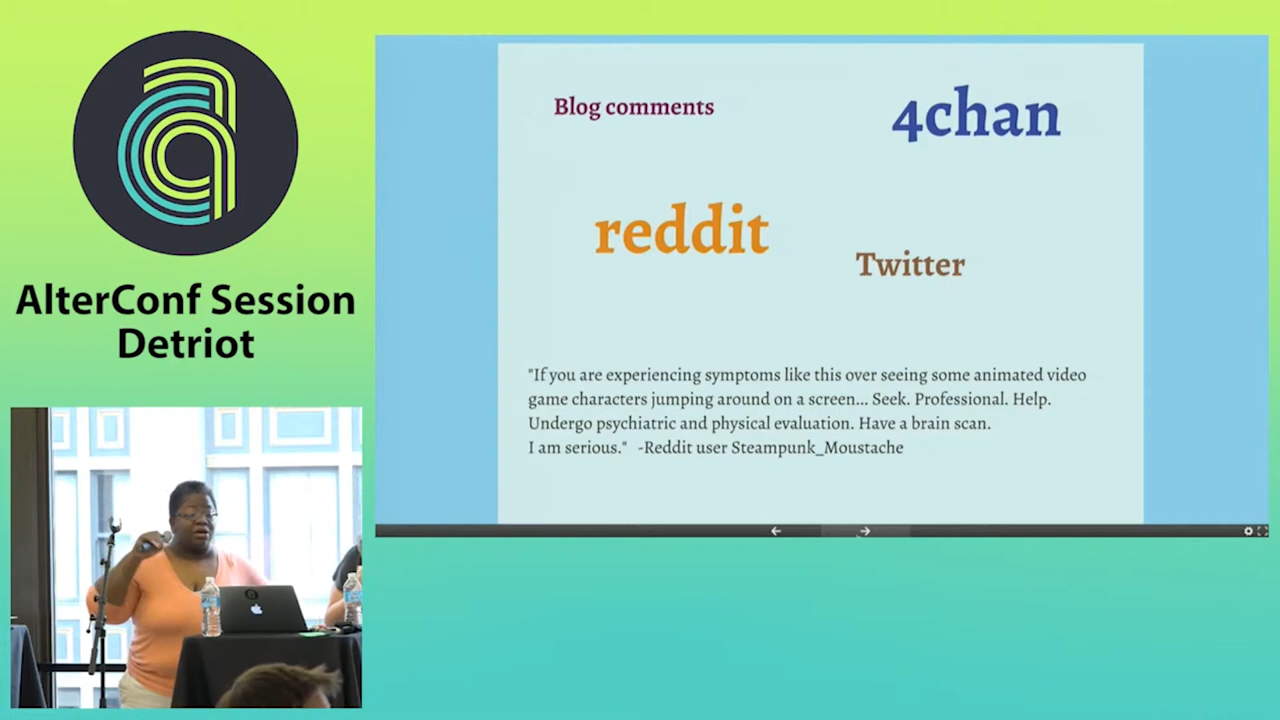 AlterConf Session
Detriot
Blog comments
4chan
reddit
Twitter
"If you are experiencing symptoms like this over seeing some animated video
game characters jumping around on a screen... Seek. Professional. Help.
Undergo psychiatric and physical evaluation. Have a brain scan.
I am serious." -Reddit user Steampunk_Moustache